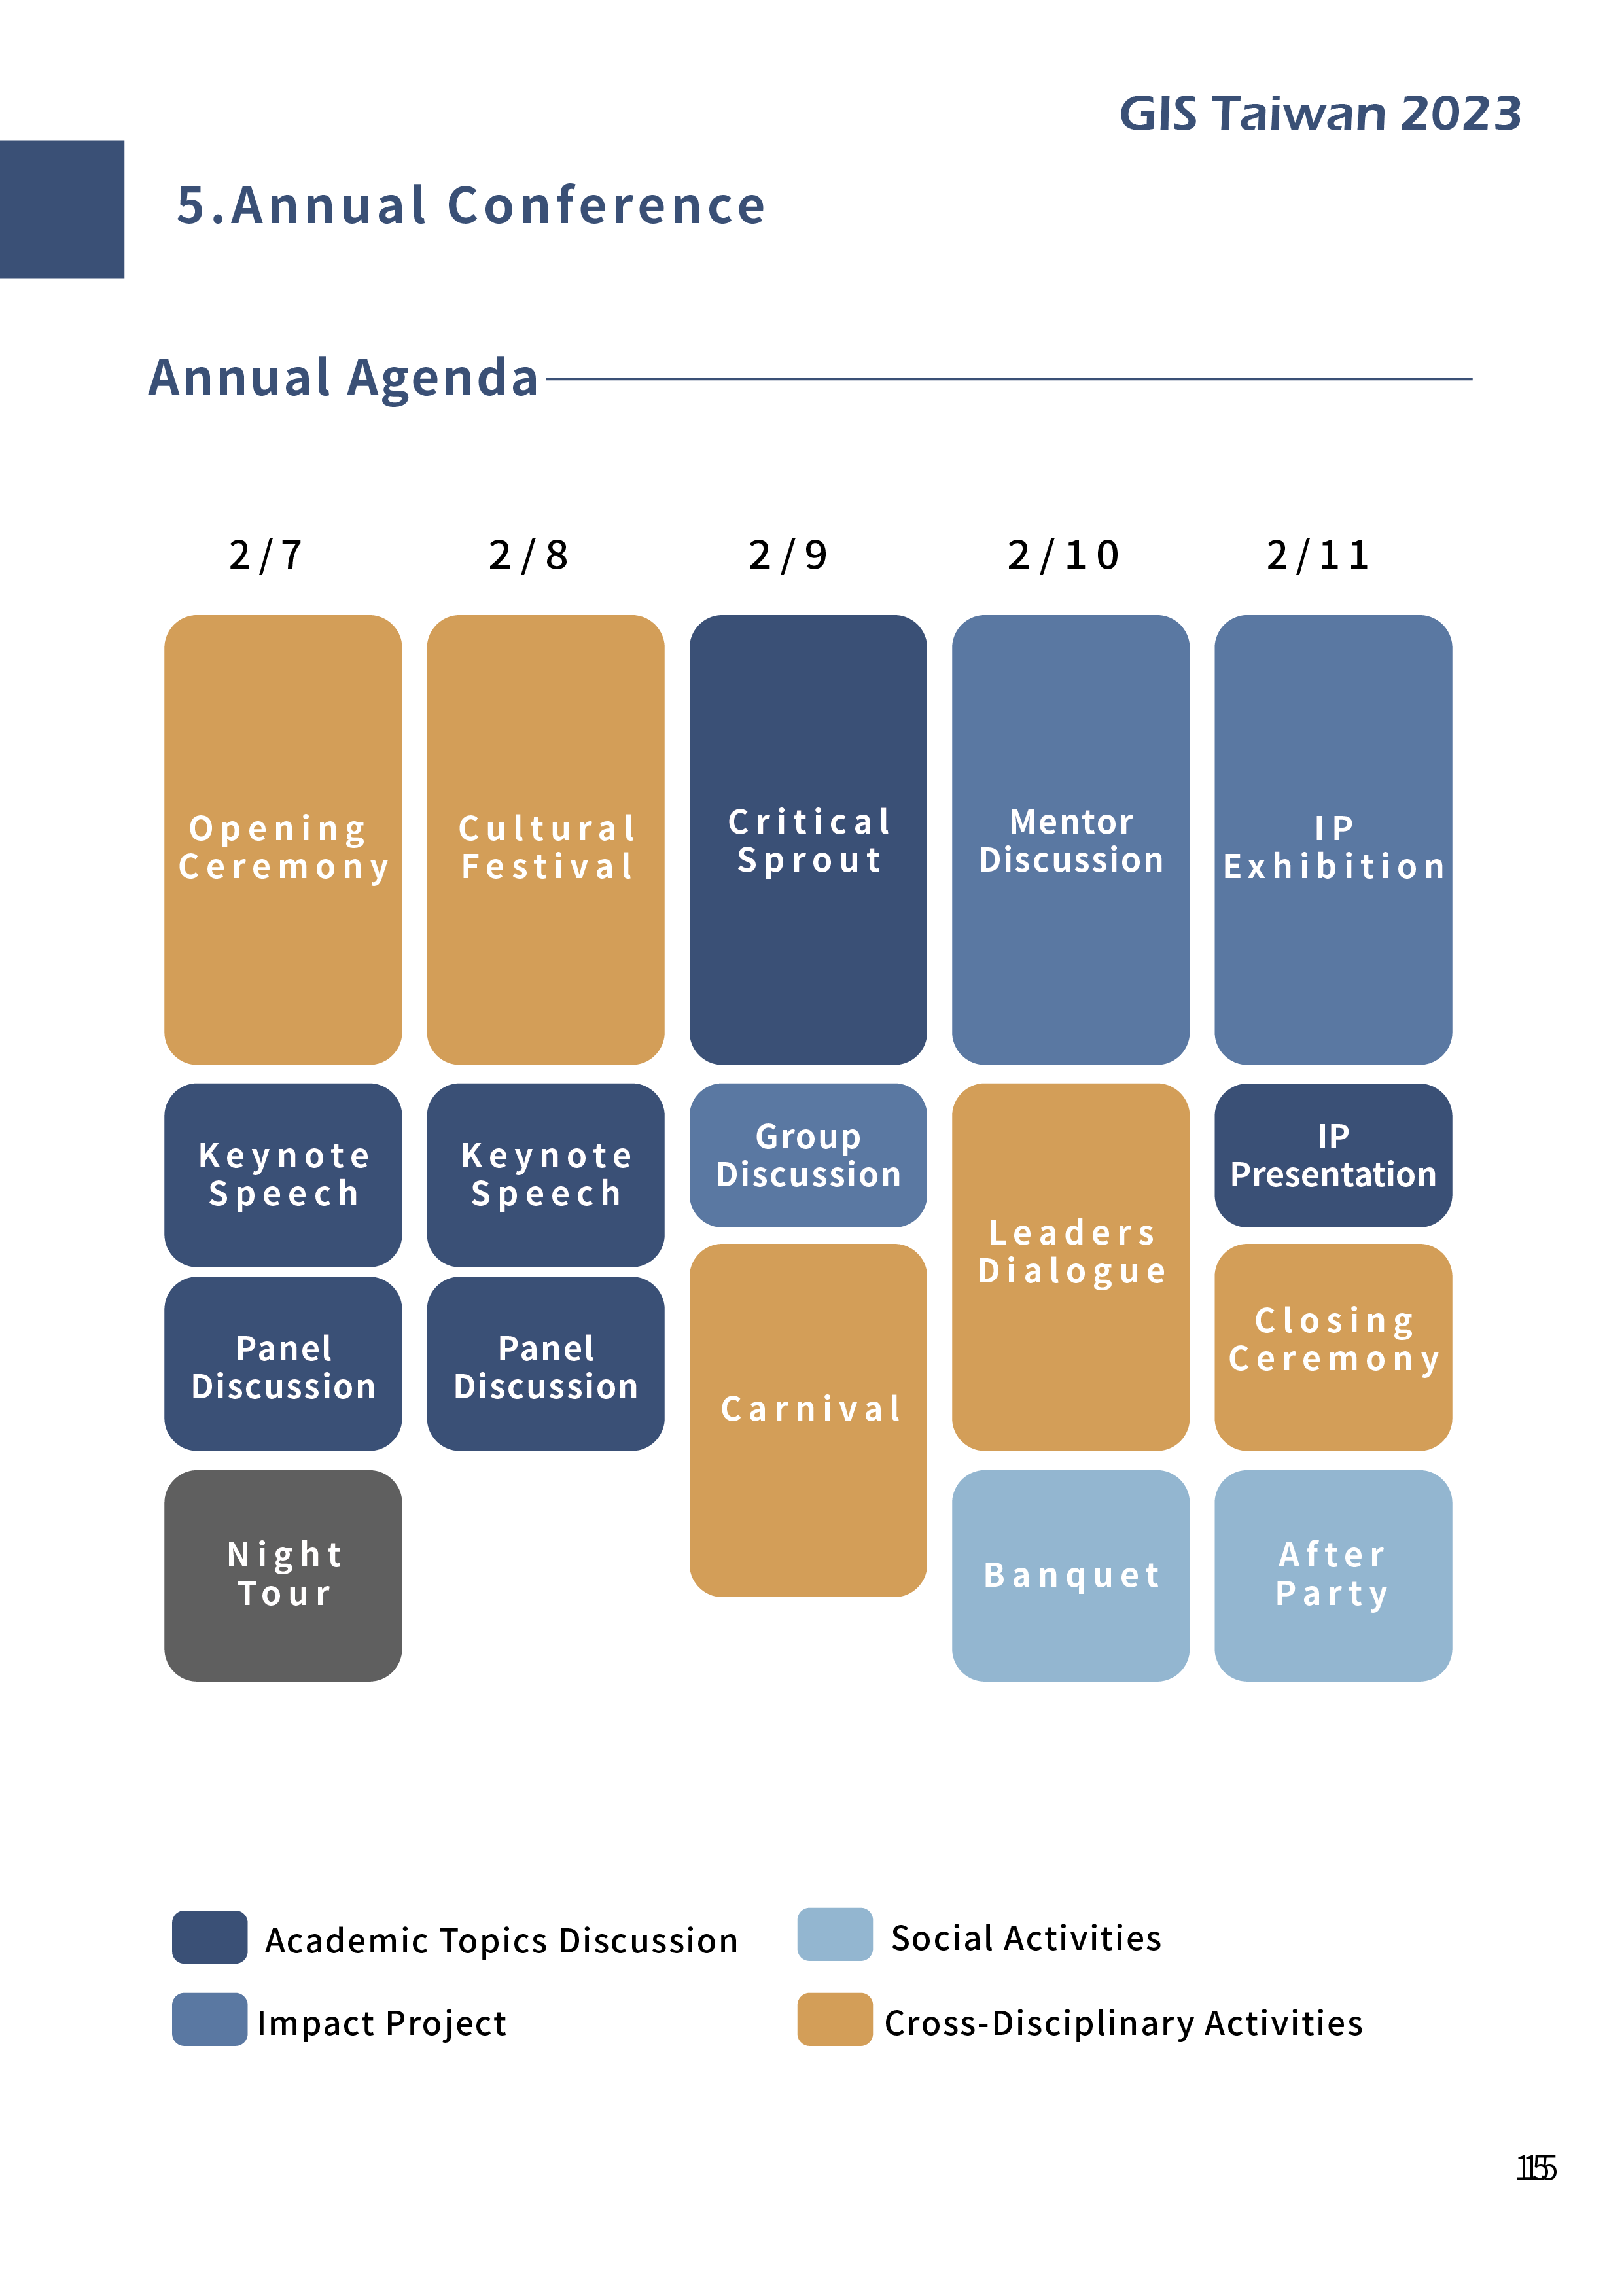 GIS Taiwan 2023
5.Annual Conference
Annual Agenda
2/7
2/8
2/9
2/10
2/11
Opening
Ceremony
Cultural
Festival
Critical
Sprout
Mentor
Discussion
IP
Exhibition
Keynote
Speech
Keynote
Speech
Group
Discussion
Leaders
Dialogue
IP
Presentation
Panel
Discussion
Panel
Discussion
Carnival
Closing
Ceremony
Night
Tour
Banquet
After
Party
Academic Topics Discussion
Social Activities
Impact Project
Cross-Disciplinary Activities